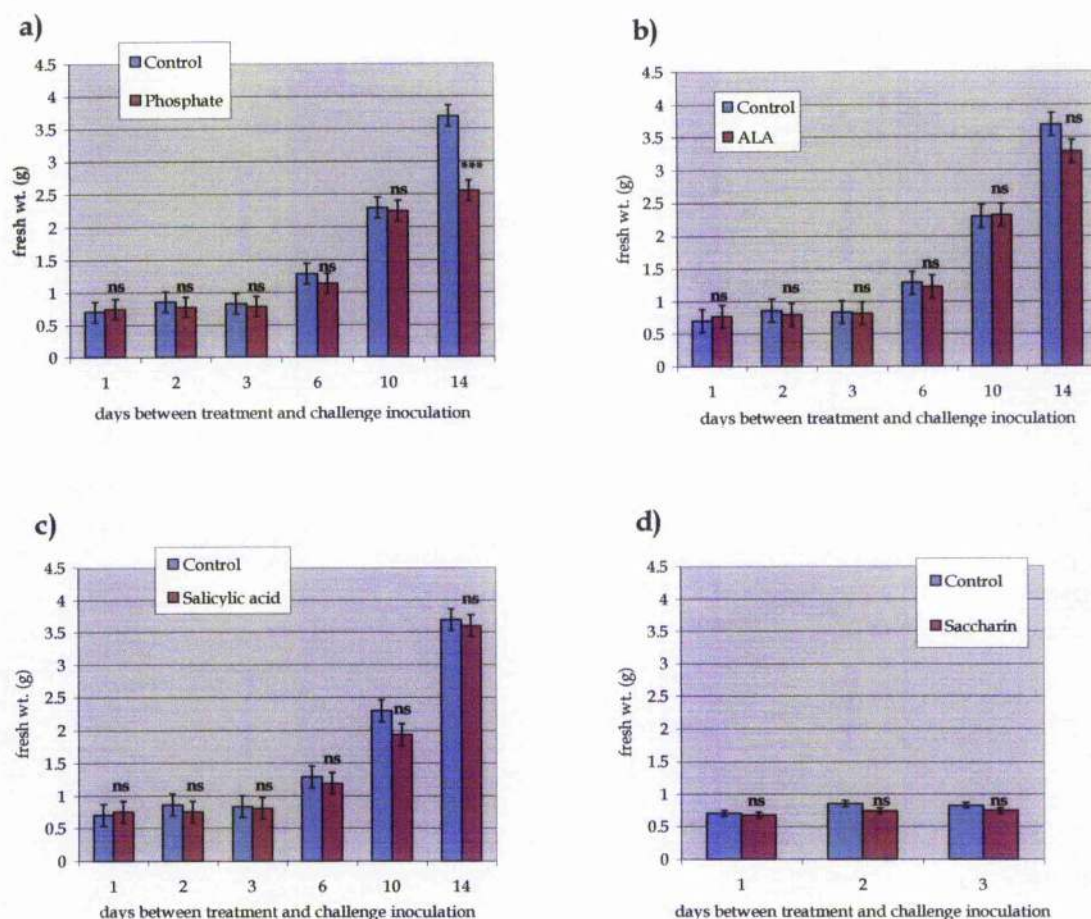 a)
Control
Phosphate
4.5
4
3.5
3
2.5
2
1.5
1
0.5
0
fresh wt. (g)
ns
ns
ns
ns
ns
***
1 2 3 6 10 14
days between treatment and challenge inoculation
b)
Control
ALA
4.5
4
3.5
3
2.5
2
1.5
1
0.5
0
fresh wt. (g)
ns
ns
ns
ns
ns
ns
1 2 3 6 10 14
days between treatment and challenge inoculation
c)
Control
Salicylic acid
4.5
4
3.5
3
2.5
2
1.5
1
0.5
0
fresh wt. (g)
ns
ns
ns
ns
ns
ns
1 2 3 6 10 14
days between treatment and challenge inoculation
d)
Control
Saccharin
4.5
4
3.5
3
2.5
2
1.5
1
0.5
0
fresh wt. (g)
ns
ns
ns
1 2 3
days between treatment and challenge inoculation